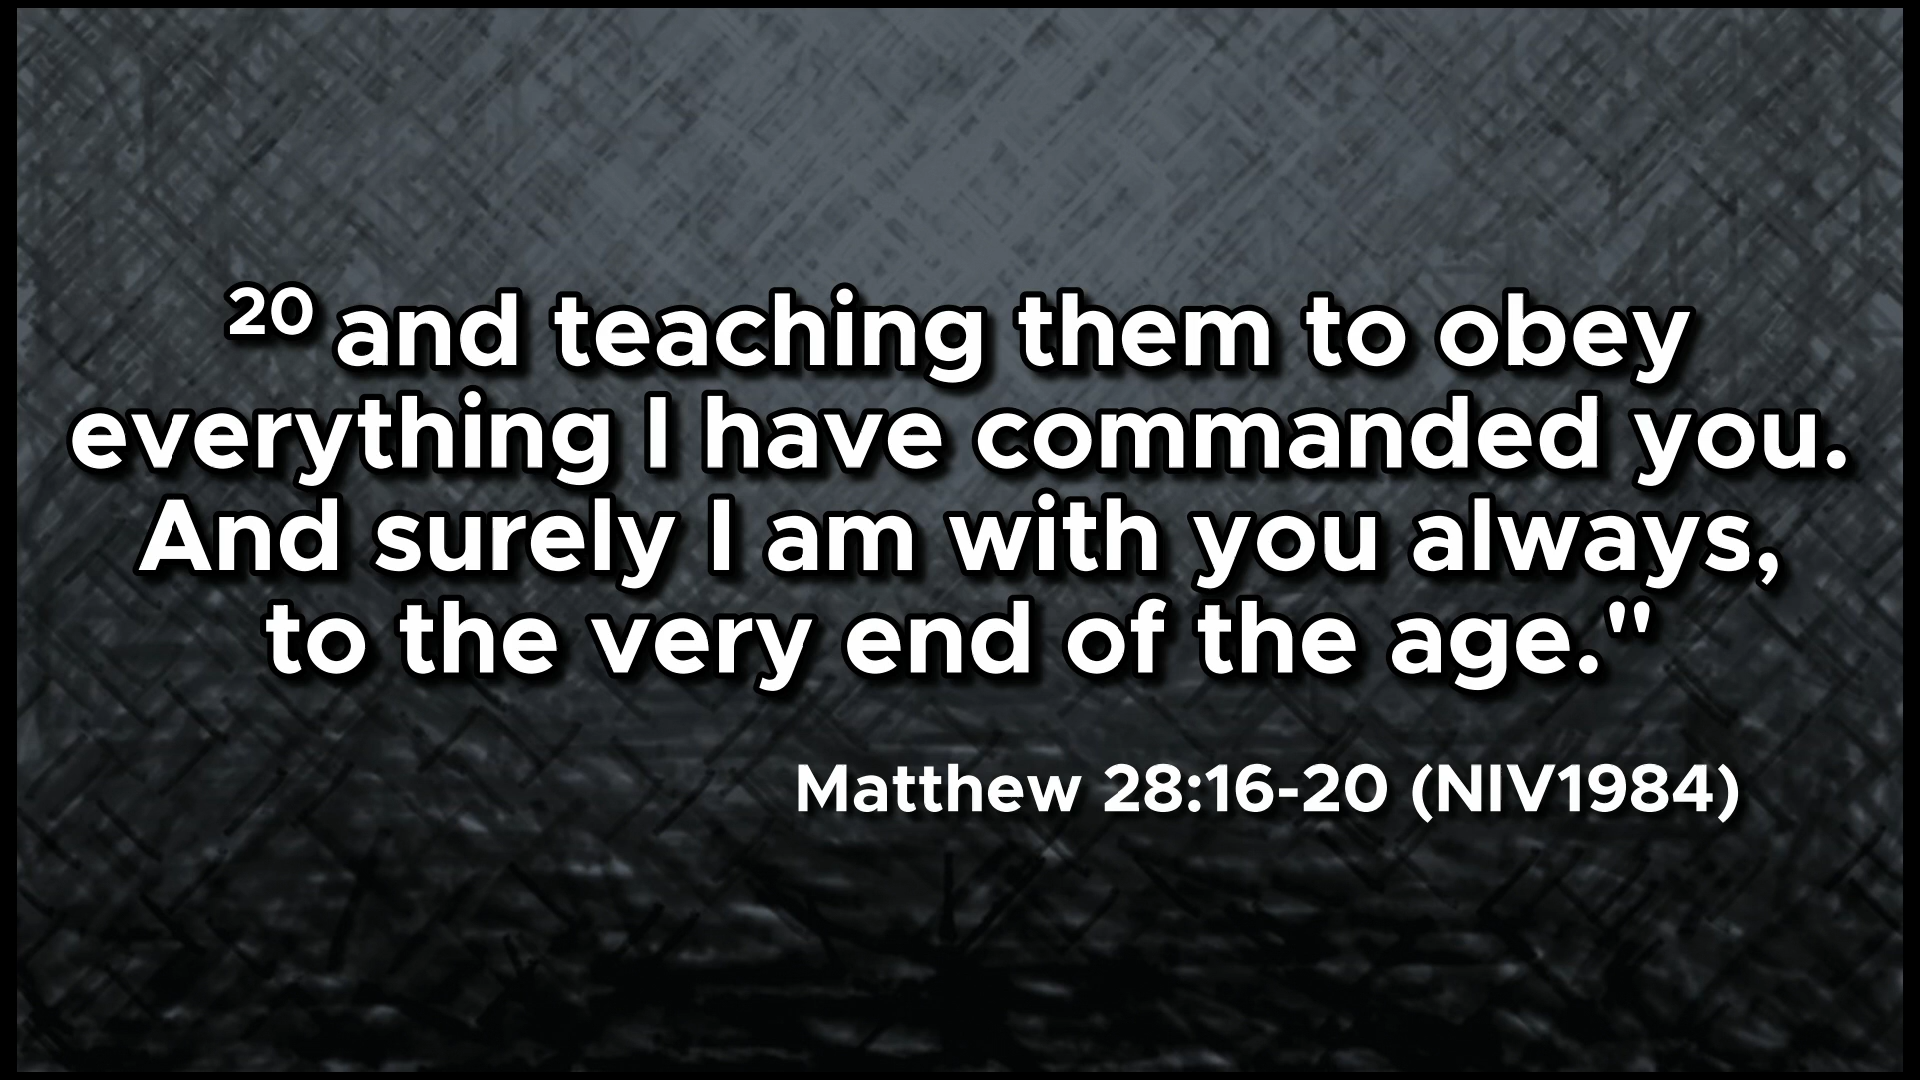 20 and teaching them to obey
everything I have commanded you.
And surely I am with you always,
to the very end of the age."
Matthew 28:16-20 (NIV1984)